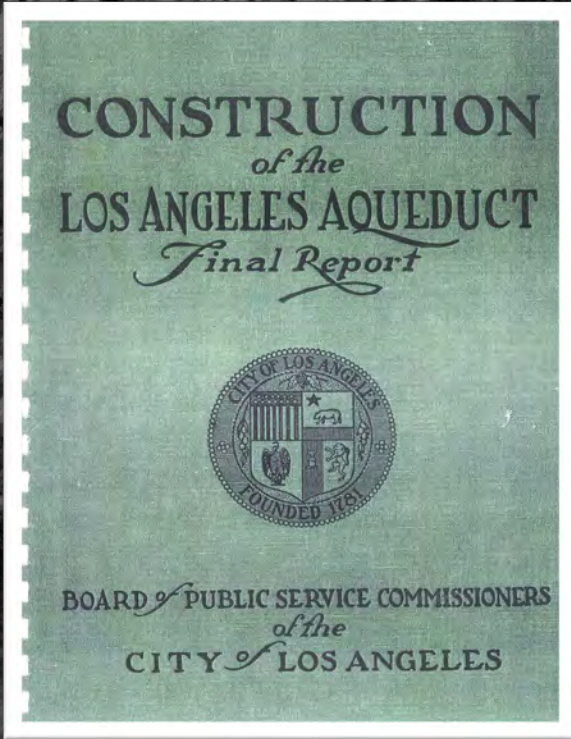 CONSTRUCTION
of the
LOS ANGELES AQUEDUCT
Final Report
CITY OF LOS ANGELES
FOUNDED 1781
BOARD of PUBLIC SERVICE COMMISSIONERS
of the
CITY of LOS ANGELES